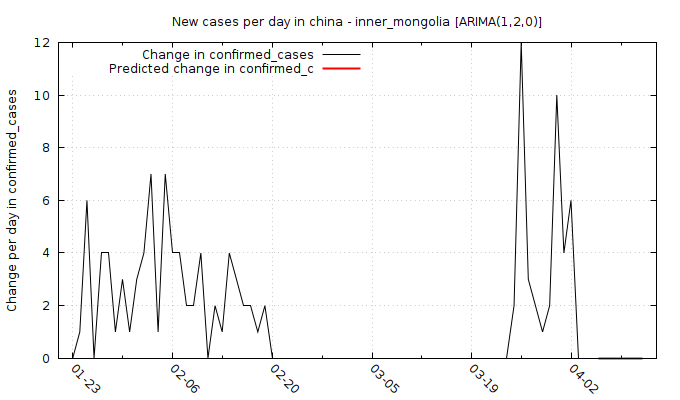 New cases per day in china - inner_mongolia [ARIMA(1,2,0)]
Change in confirmed_cases
Predicted change in confirmed_c
Change per day in confirmed_cases
12
10
8
6
4
2
0
01-23 02-06 02-20 03-05 03-19 04-02